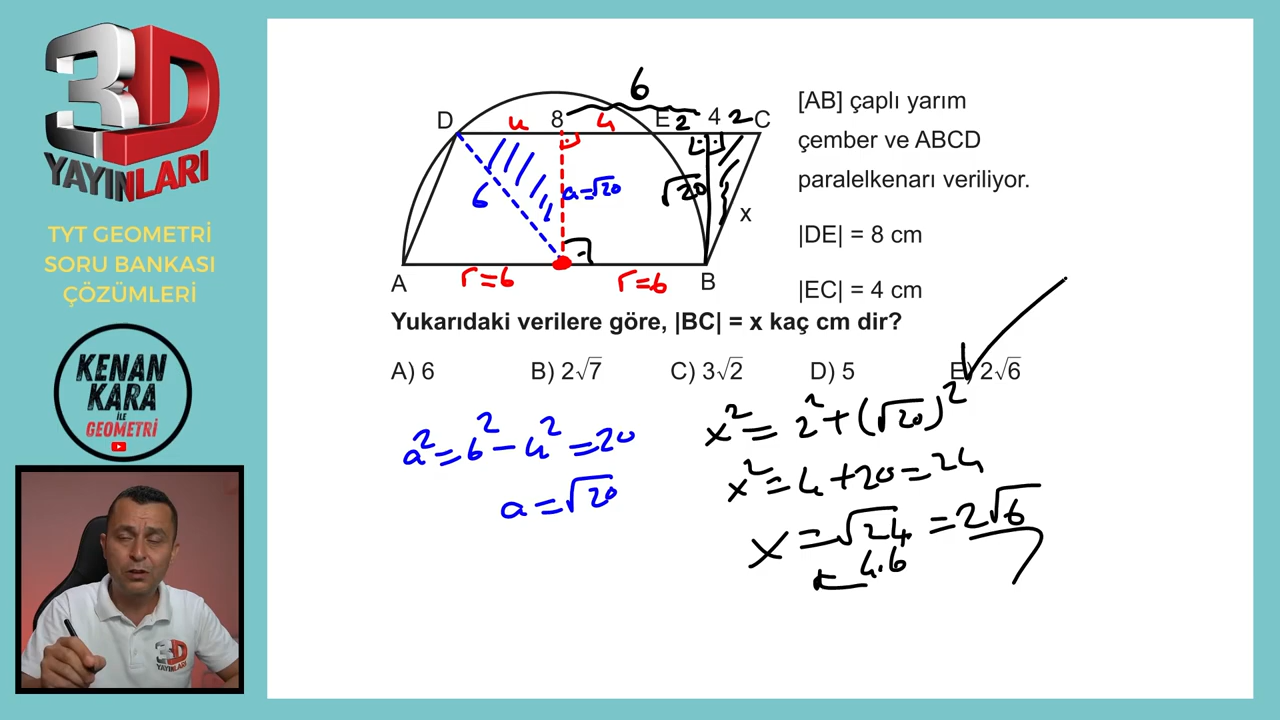 3D
YAYINLARI
TYT GEOMETRİ
SORU BANKASI
ÇÖZÜMLERİ
KENAN
KARA
İLE
GEOMETRİ
3D
YAYINLARI
6
D u 8 4 E 2 4 2 C
6 a=√20 √20 x
A r=6 r=6 B
[AB] çaplı yarım
çember ve ABCD
paralelkenarı veriliyor.
|DE| = 8 cm
|EC| = 4 cm
Yukarıdaki verilere göre, |BC| = x kaç cm dir?
A) 6 B) 2√7 C) 3√2 D) 5 E) 2√6
a² = 6² - 4² = 20
a = √20
x² = 2² + (√20)²
x² = 4 + 20 = 24
x = √24 = 2√6
4.6